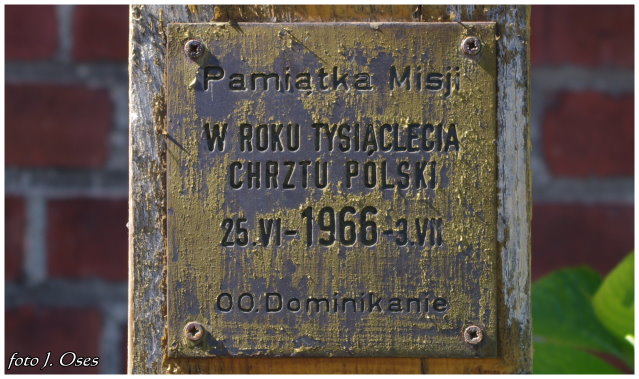 Pamiątka Misji
W ROKU TYSIĄCLECIA
CHRZTU POLSKI
25.VI-1966-3.VII
OO.Dominikanie
foto J. Oses